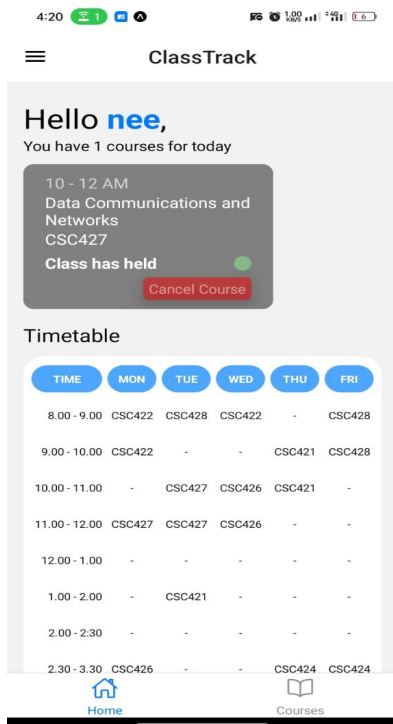 4:20 1 1.00 KB/S 4G 6
ClassTrack
Hello nee,
You have 1 courses for today
10 - 12 AM
Data Communications and
Networks
CSC427
Class has held
Cancel Course
Timetable
TIME MON TUE WED THU FRI
8.00 - 9.00 CSC422 CSC428 CSC422 - CSC428
9.00 - 10.00 CSC422 - - CSC421 CSC428
10.00 - 11.00 - CSC427 CSC426 CSC421 -
11.00 - 12.00 CSC427 CSC427 CSC426 - -
12.00 - 1.00 - - - - -
1.00 - 2.00 - CSC421 - - -
2.00 - 2:30 - - - - -
2.30 - 3.30 CSC426 - - CSC424 CSC424
Home Courses